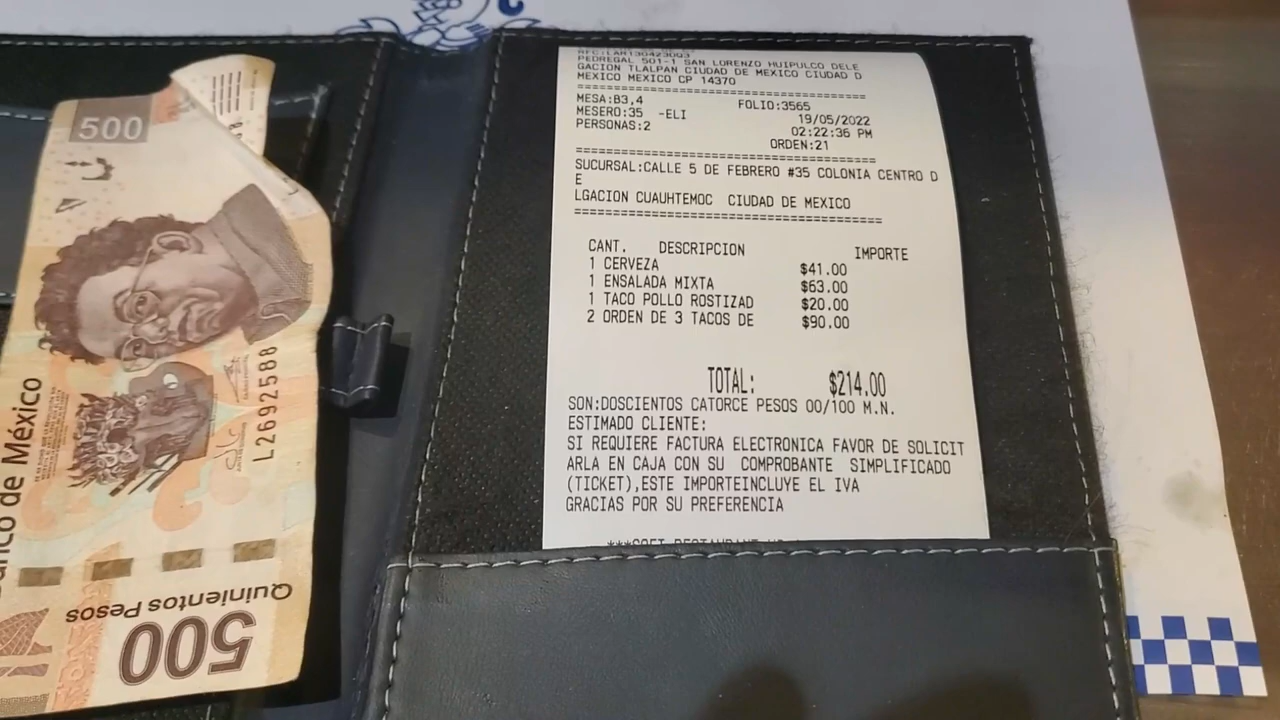 500
Banco de México
L2692588
Quinientos Pesos
500
RFC:LAR130423DQ3
PEDREGAL 501-1 SAN LORENZO HUIPULCO DELE
GACION TLALPAN CIUDAD DE MEXICO CIUDAD D
MEXICO MEXICO CP 14370
========================================
MESA:B3,4 FOLIO:3565
MESERO:35 -ELI 19/05/2022
PERSONAS:2 02:22:36 PM
ORDEN:21
========================================
SUCURSAL:CALLE 5 DE FEBRERO #35 COLONIA CENTRO D
E
LGACION CUAUHTEMOC CIUDAD DE MEXICO
========================================
CANT. DESCRIPCION IMPORTE
1 CERVEZA $41.00
1 ENSALADA MIXTA $63.00
1 TACO POLLO ROSTIZAD $20.00
2 ORDEN DE 3 TACOS DE $90.00
TOTAL: $214.00
SON:DOSCIENTOS CATORCE PESOS 00/100 M.N.
ESTIMADO CLIENTE:
SI REQUIERE FACTURA ELECTRONICA FAVOR DE SOLICIT
ARLA EN CAJA CON SU COMPROBANTE SIMPLIFICADO
(TICKET),ESTE IMPORTEINCLUYE EL IVA
GRACIAS POR SU PREFERENCIA
***SOFT RESTAURANT